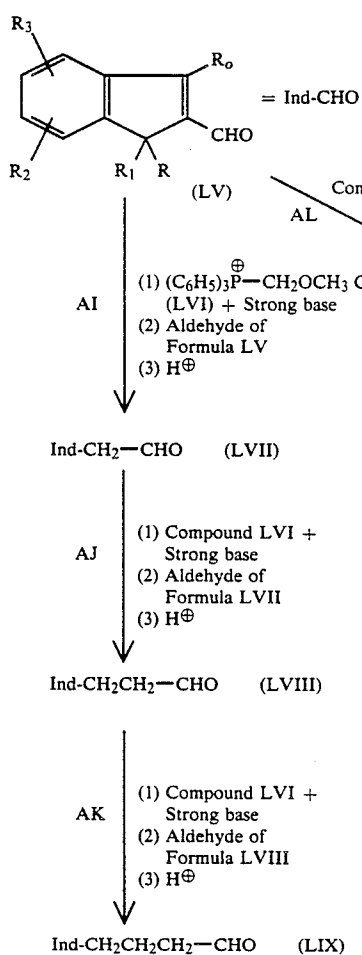 R₃
Rₒ
CHO
= Ind-CHO
R₂
R₁ R
(LV)
AL
AI
(1) (C₆H₅)₃P⊕—CH₂OCH₃
(LVI) + Strong base
(2) Aldehyde of
Formula LV
(3) H⊕
Ind-CH₂—CHO (LVII)
AJ
(1) Compound LVI +
Strong base
(2) Aldehyde of
Formula LVII
(3) H⊕
Ind-CH₂CH₂—CHO (LVIII)
AK
(1) Compound LVI +
Strong base
(2) Aldehyde of
Formula LVIII
(3) H⊕
Ind-CH₂CH₂CH₂—CHO (LIX)